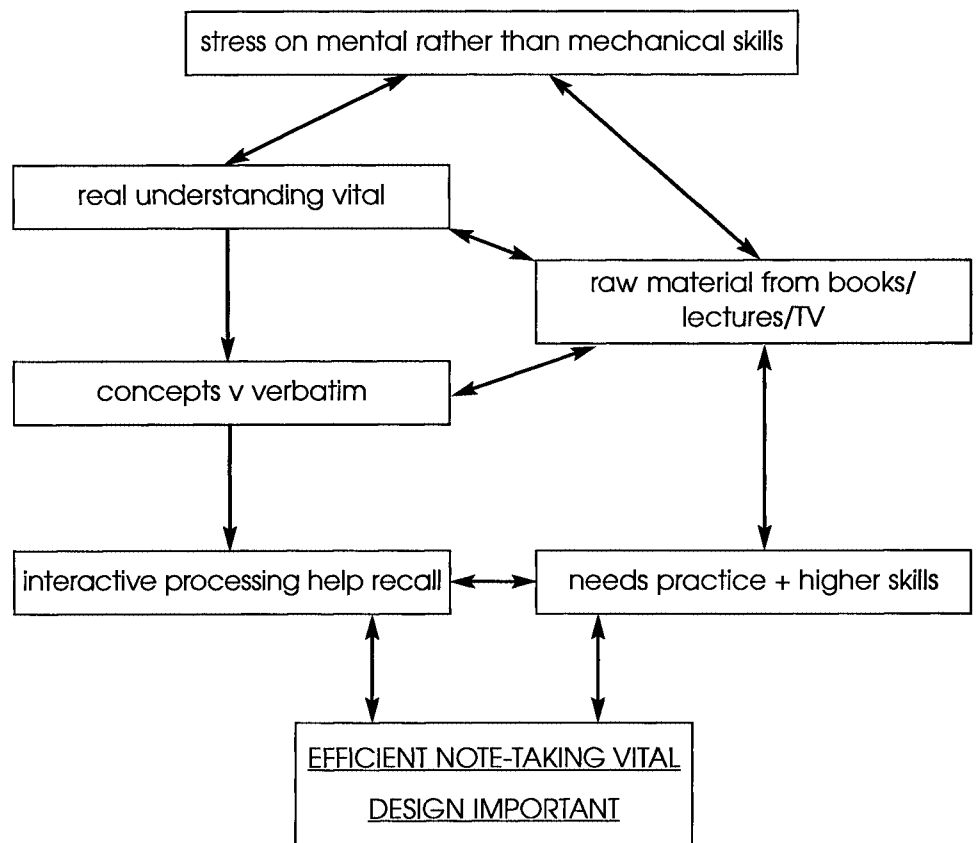 stress on mental rather than mechanical skills
real understanding vital
raw material from books/
lectures/TV
concepts v verbatim
interactive processing help recall
needs practice + higher skills
EFFICIENT NOTE-TAKING VITAL
DESIGN IMPORTANT